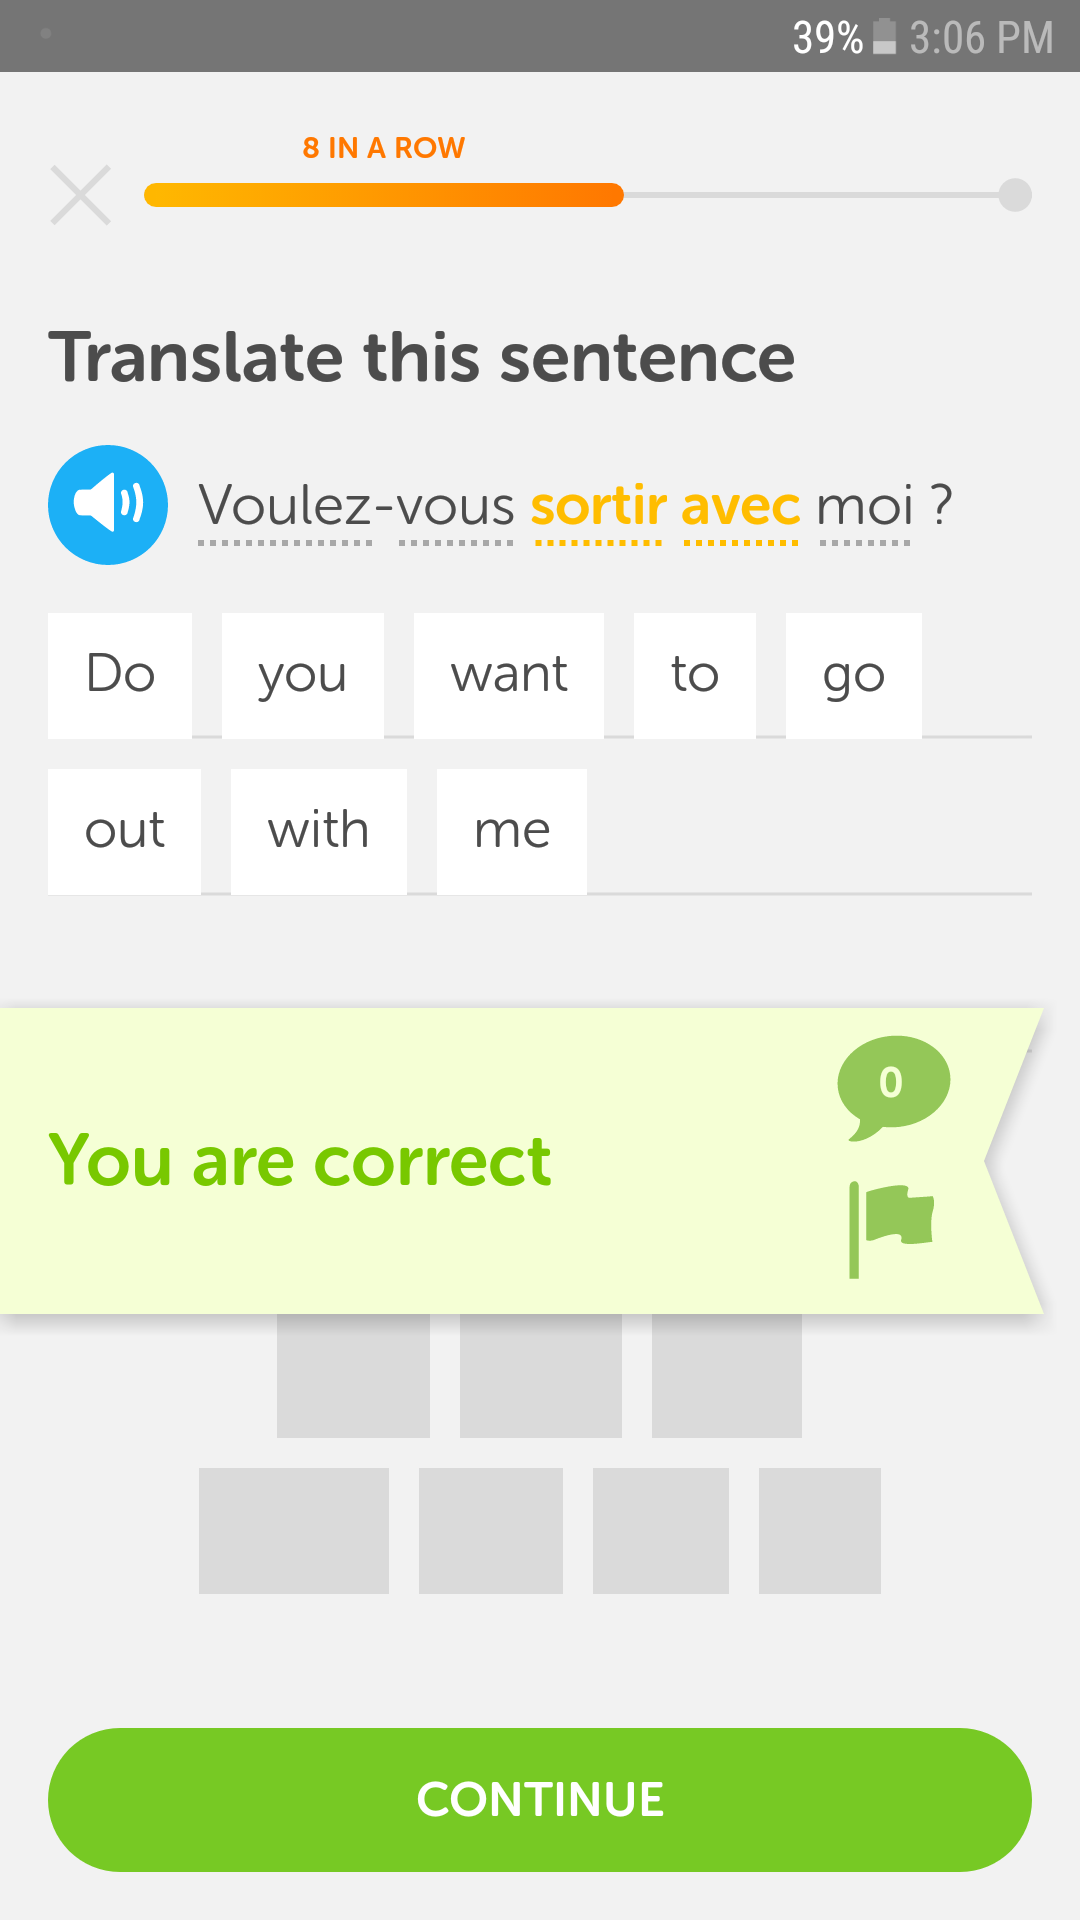 39% 3:06 PM
8 IN A ROW
Translate this sentence
Voulez-vous sortir avec moi ?
Do you want to go
out with me
0
You are correct
CONTINUE